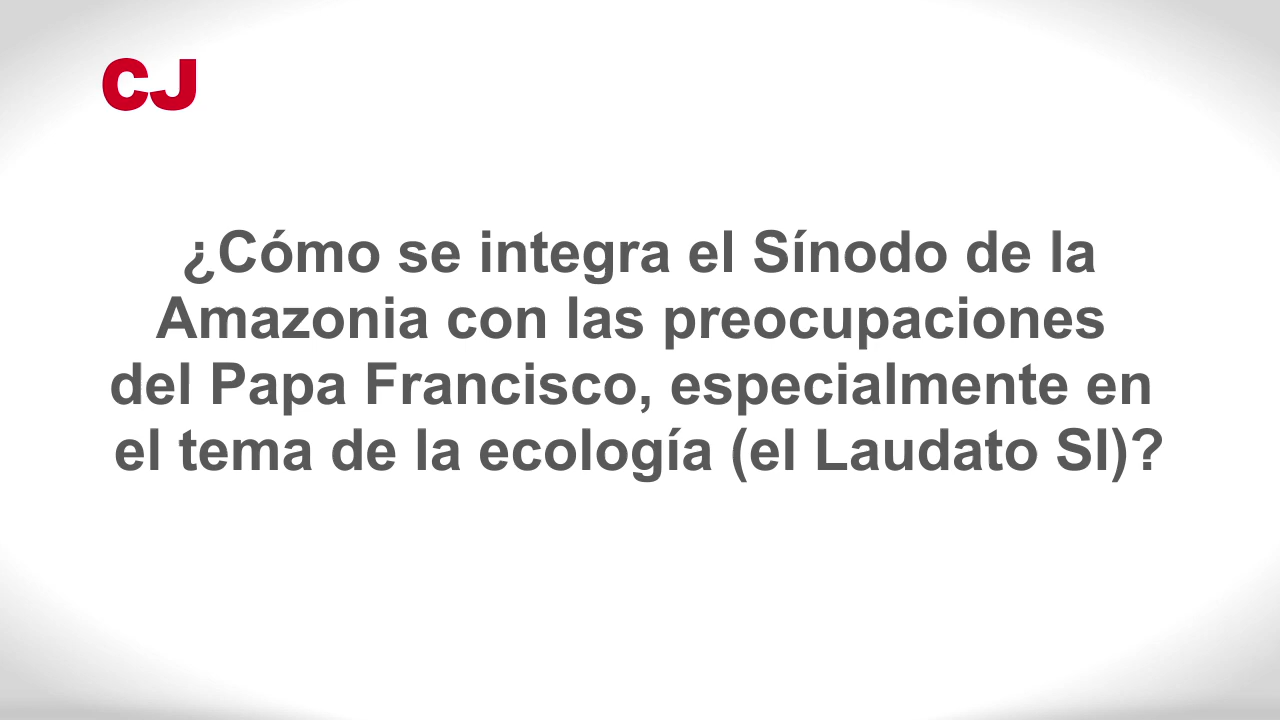 CJ
¿Cómo se integra el Sínodo de la
Amazonia con las preocupaciones
del Papa Francisco, especialmente en
el tema de la ecología (el Laudato SI)?